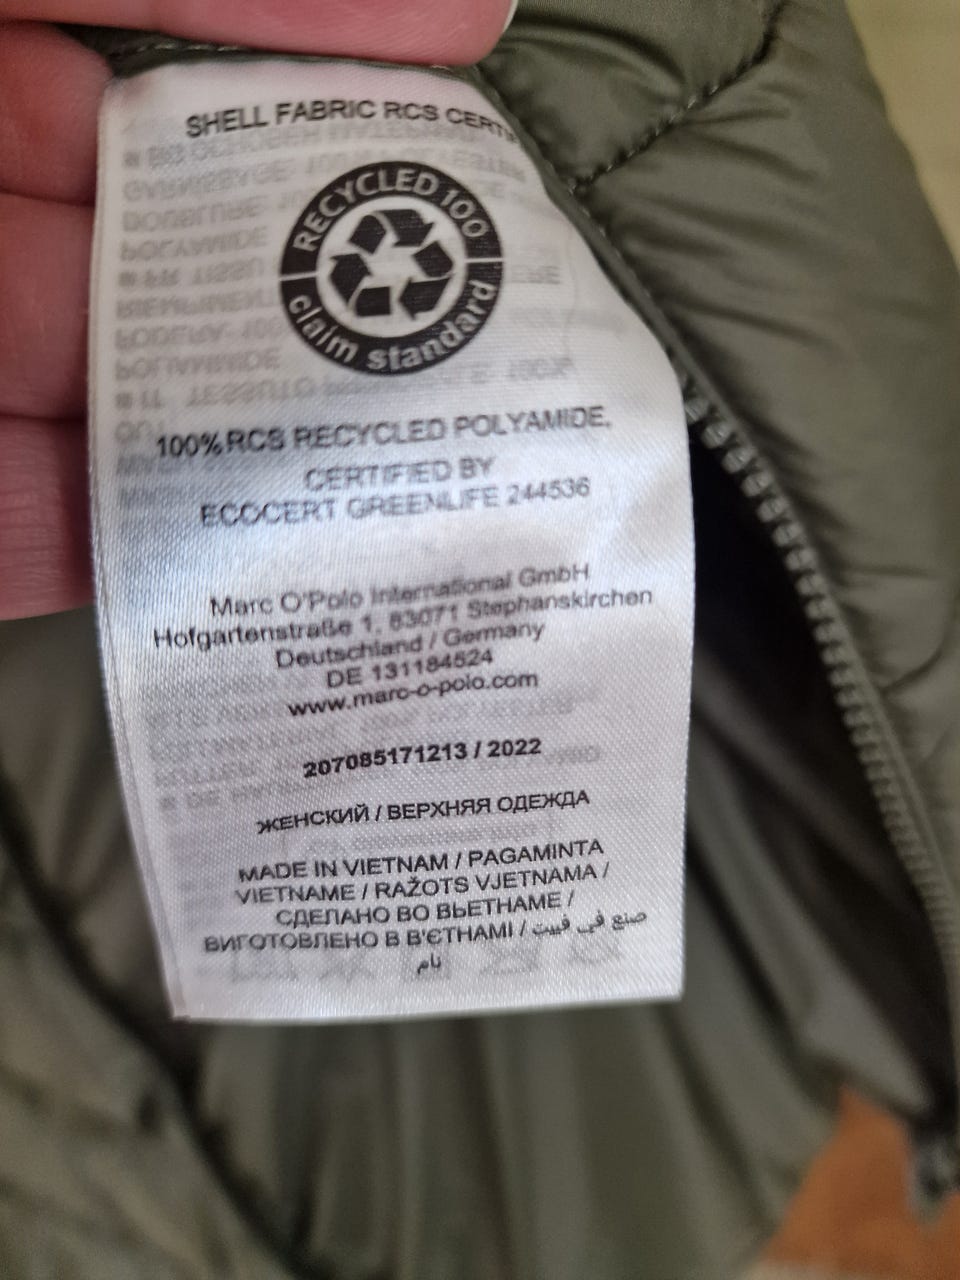 SHELL FABRIC RCS
RECYCLED 100
claim standard
100% RCS RECYCLED POLYAMIDE,
CERTIFIED BY
ECOCERT GREENLIFE 244536
Marc O'Polo International GmbH
Hofgartenstraße 1, 83071 Stephanskirchen
Deutschland / Germany
DE 131184524
www.marc-o-polo.com
207085171213 / 2022
ЖЕНСКИЙ / ВЕРХНЯЯ ОДЕЖДА
MADE IN VIETNAM / PAGAMINTA
VIETNAME / RAŽOTS VJETNAMA /
СДЕЛАНО ВО ВЬЕТНАМЕ /
ВИГОТОВЛЕНО В В'ЄТНАМІ / صنع في فييت
نام